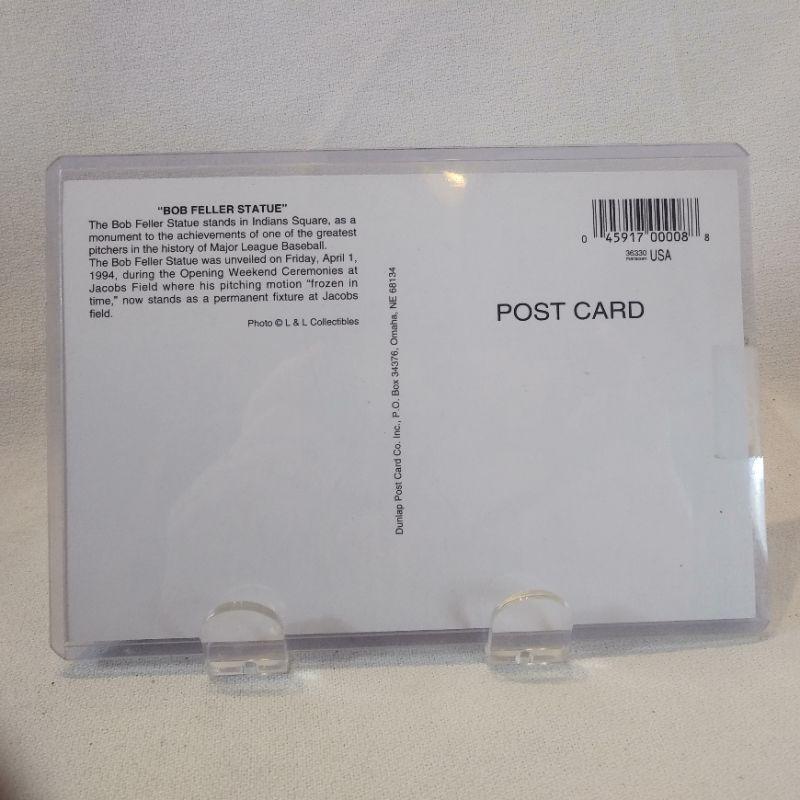 "BOB FELLER STATUE"
The Bob Feller Statue stands in Indians Square, as a
monument to the achievements of one of the greatest
pitchers in the history of Major League Baseball.
The Bob Feller Statue was unveiled on Friday, April 1,
1994, during the Opening Weekend Ceremonies at
Jacobs Field where his pitching motion "frozen in
time," now stands as a permanent fixture at Jacobs
field.
Photo © L & L Collectibles
Dunlap Post Card Co. Inc., P.O. Box 34376, Omaha, NE 68134
0 45917 00008 8
36330
USA
POST CARD